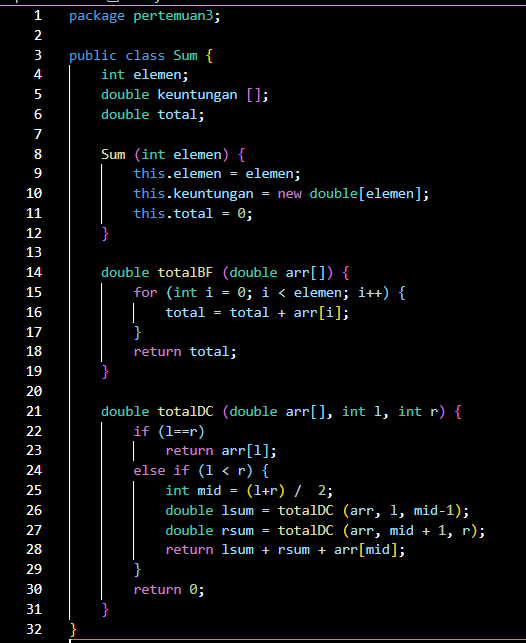 1 package pertemuan3;
2
3 public class Sum {
4     int elemen;
5     double keuntungan [];
6     double total;
7
8     Sum (int elemen) {
9         this.elemen = elemen;
10         this.keuntungan = new double[elemen];
11         this.total = 0;
12     }
13
14     double totalBF (double arr[]) {
15         for (int i = 0; i < elemen; i++) {
16             total = total + arr[i];
17         }
18         return total;
19     }
20
21     double totalDC (double arr[], int l, int r) {
22         if (l==r)
23             return arr[l];
24         else if (l < r) {
25             int mid = (l+r) /  2;
26             double lsum = totalDC (arr, l, mid-1);
27             double rsum = totalDC (arr, mid + 1, r);
28             return lsum + rsum + arr[mid];
29         }
30         return 0;
31     }
32 }